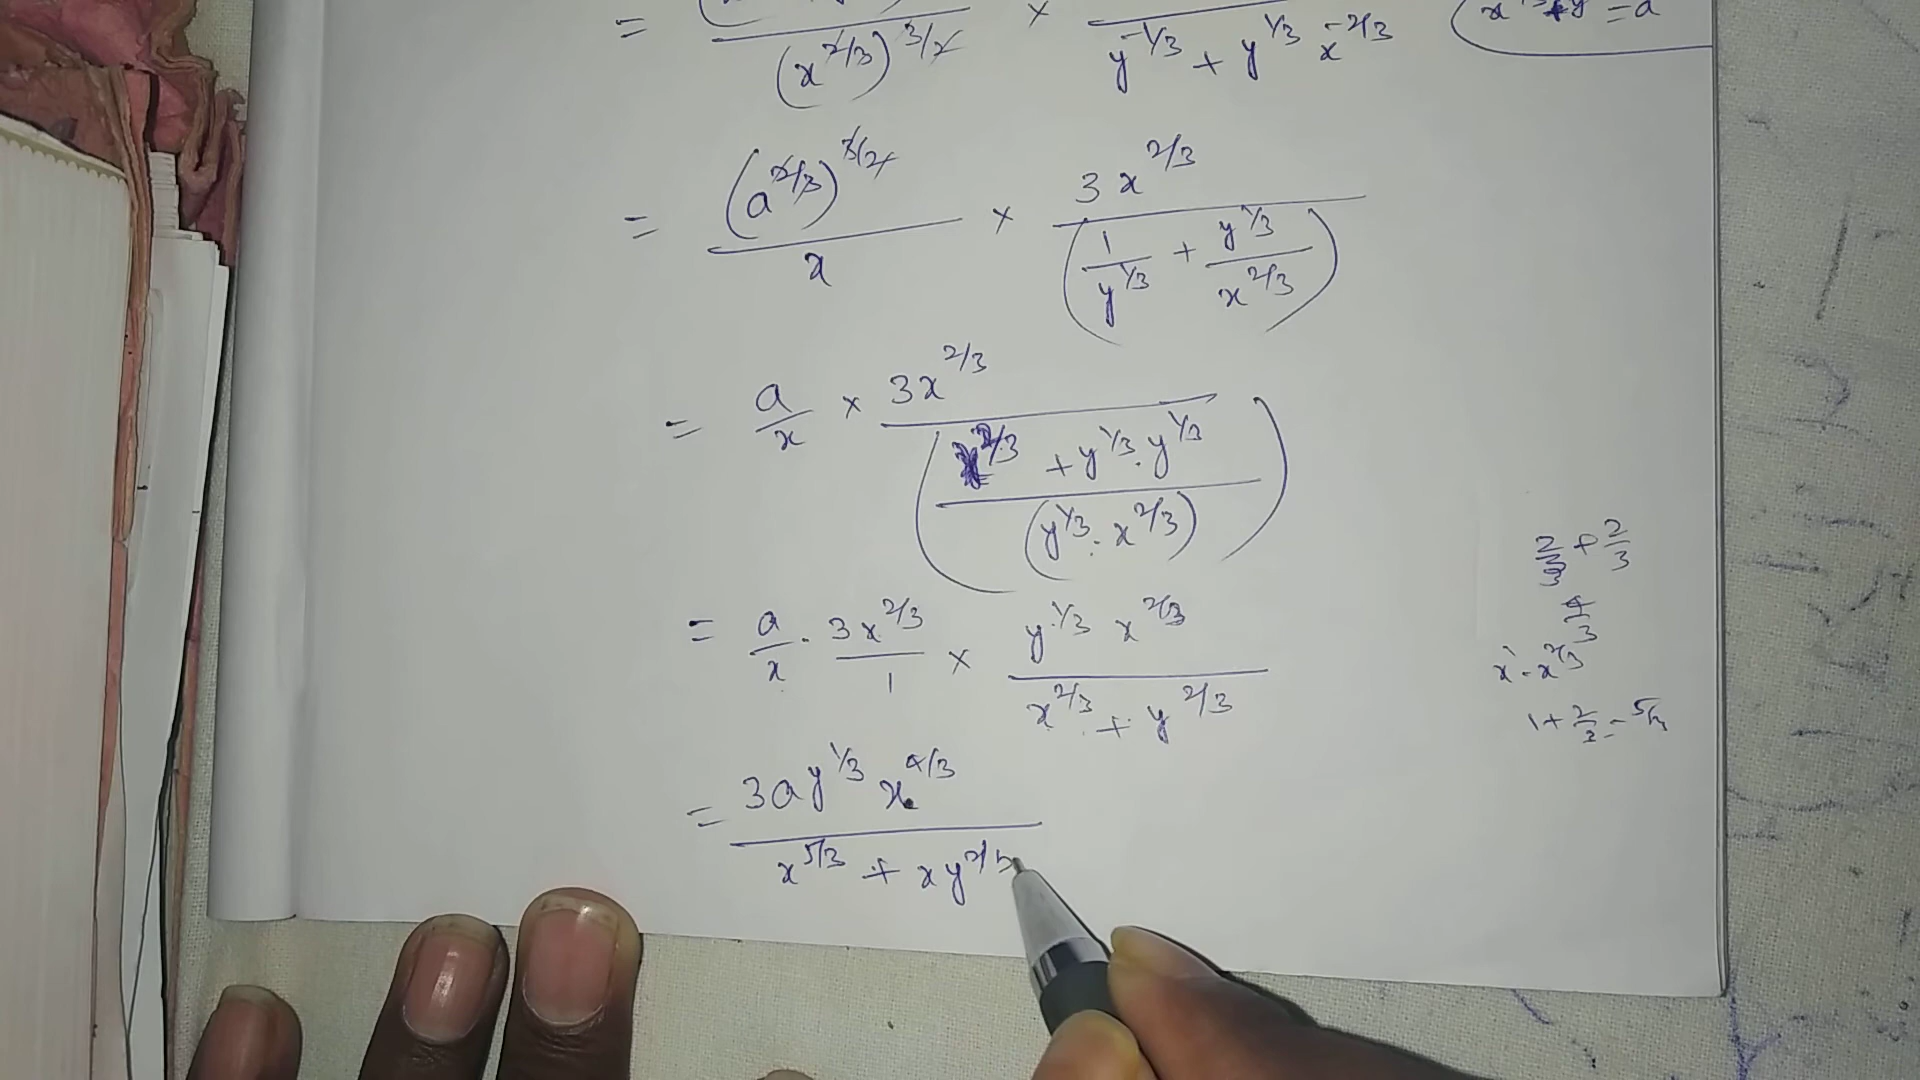 = / (x^2/3)^3/2 × / y^-1/3 + y^1/3 x^-2/3
= (a^2/3)^3/2 / x × 3x^2/3 / (1/y^1/3 + y^1/3/x^2/3)
= a/x × 3x^2/3 / (x^2/3 + y^1/3 . y^1/3 / (y^1/3 . x^2/3))
= a/x . 3x^2/3 / 1 × y^1/3 x^2/3 / x^2/3 + y^2/3
= 3ay^1/3 x^4/3 / x^5/3 + xy^2/3
2/3 + 2/3
4/3
x^1 . x^2/3
1 + 2/3 = 5/3